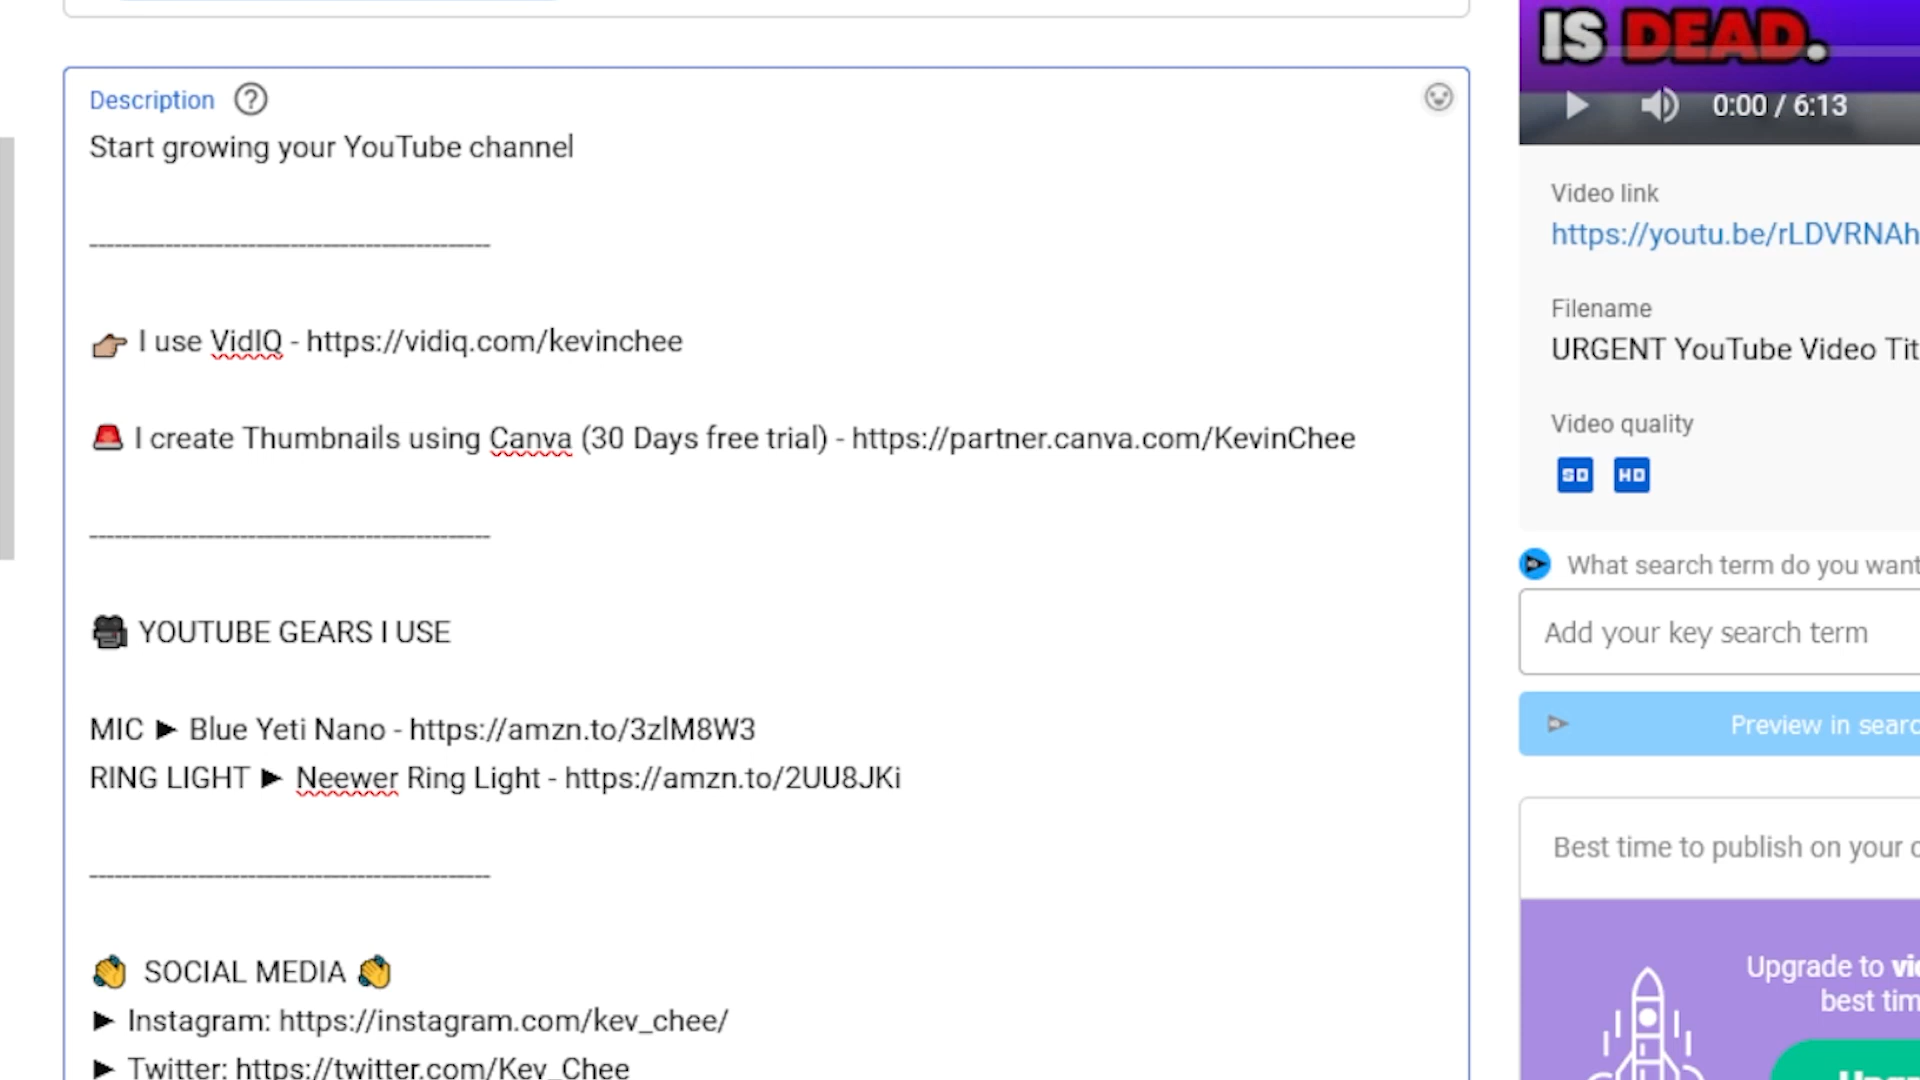 IS DEAD.
Description
Start growing your YouTube channel
0:00 / 6:13
Video link
https://youtu.be/rLDVRNAh
Filename
URGENT YouTube Video Tit
👉 I use VidIQ - https://vidiq.com/kevinchee
Video quality
SD HD
🚨 I create Thumbnails using Canva (30 Days free trial) - https://partner.canva.com/KevinChee
What search term do you want
Add your key search term
🎥 YOUTUBE GEARS I USE
Preview in searc
MIC ► Blue Yeti Nano - https://amzn.to/3zlM8W3
RING LIGHT ► Neewer Ring Light - https://amzn.to/2UU8JKi
Best time to publish on your
👏 SOCIAL MEDIA 👏
Upgrade to vi
best tim
► Instagram: https://instagram.com/kev_chee/
► Twitter: https://twitter.com/Kev_Chee